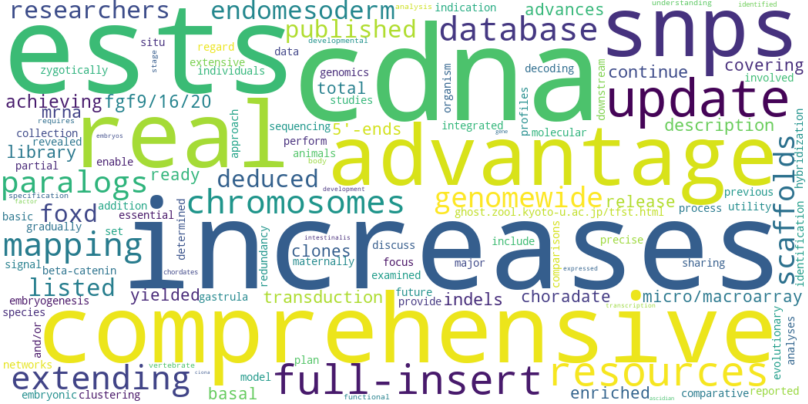 researchers endomesoderm indication advances understanding identified
analysis
ests cdna snps
published database
regard developmental
situ stage data decoding covering
zygotically extensive individuals genomics organism continue involved
total downstream update
achieving fgf9/16/20 studies profiles
mrna requires embryos real approach sequencing 5'-ends integrated gene description
collection perform molecular
revealed library enable animals advantage previous hybridization
partial body
paralogs ready deduced genomewide release process utility
specification factor development
foxd addition chromosomes ghost.zool.kyoto-u.ac.jp/tfst.html
basic essential scaffolds
gradually set determined increases include precise
mapping intestinalis discuss comparisons identification
signal chordates redundancy clones focus major sharing
beta-catenin maternally examined expressed
listed yielded gastrula transduction future indels choradate micro/macroarray
embryogenesis provide transcription
species
and/or comprehensive evolutionary analyses
networks vertebrate ciona plan
extending basal model full-insert resources
embryonic clustering functional enriched comparative reported
ascidian